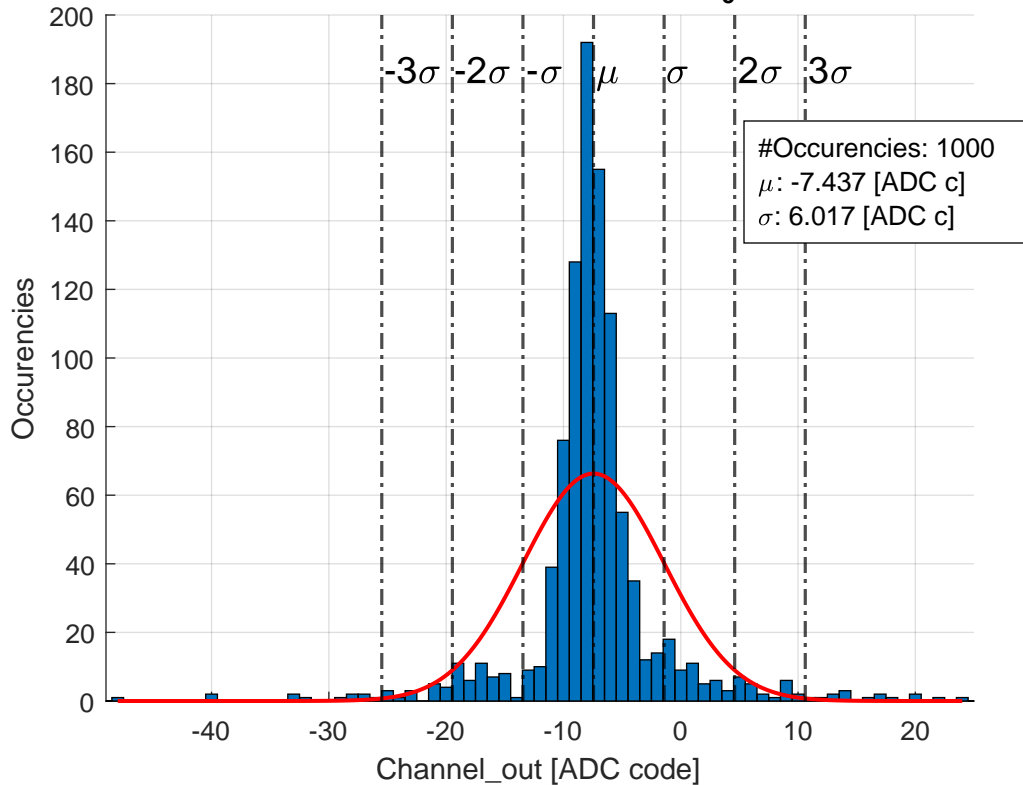 200
180
160
140
120
100
80
60
40
20
0
Occurencies
-3σ -2σ -σ μ σ 2σ 3σ
#Occurencies: 1000
μ: -7.437 [ADC c]
σ: 6.017 [ADC c]
-40 -30 -20 -10 0 10 20
Channel_out [ADC code]